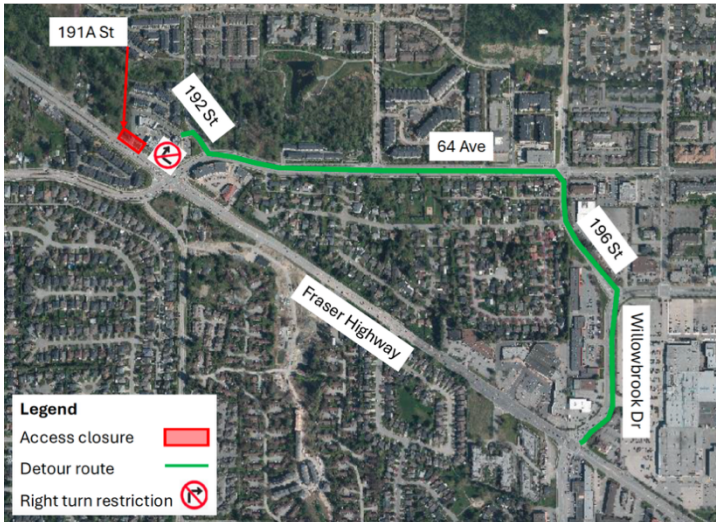 191A St
192 St
64 Ave
196 St
Fraser Highway
Willowbrook Dr
Legend
Access closure
Detour route
Right turn restriction